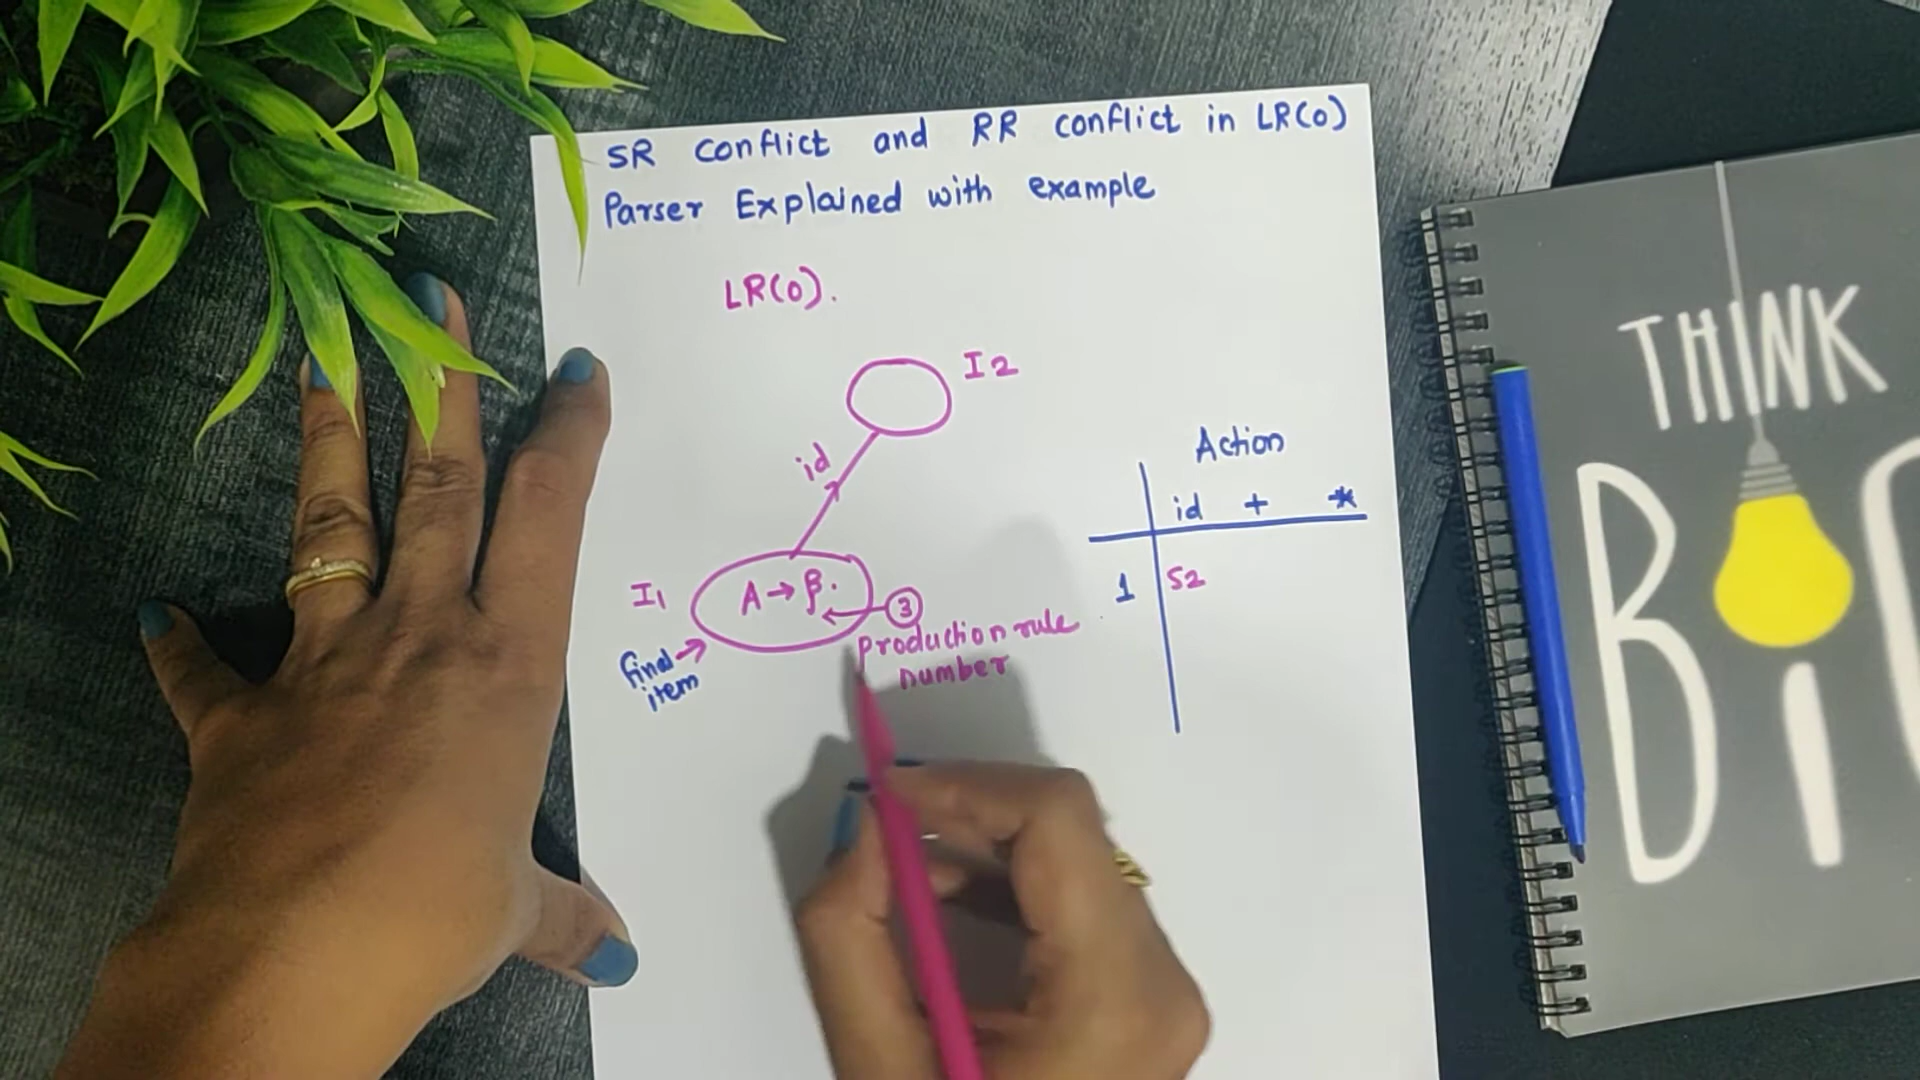 SR conflict and RR conflict in LR(0)
Parser Explained with example
LR(0).
I2
id
I1
A→β.
3
Production rule
number
final
item
Action
id + *
1 S2
THINK